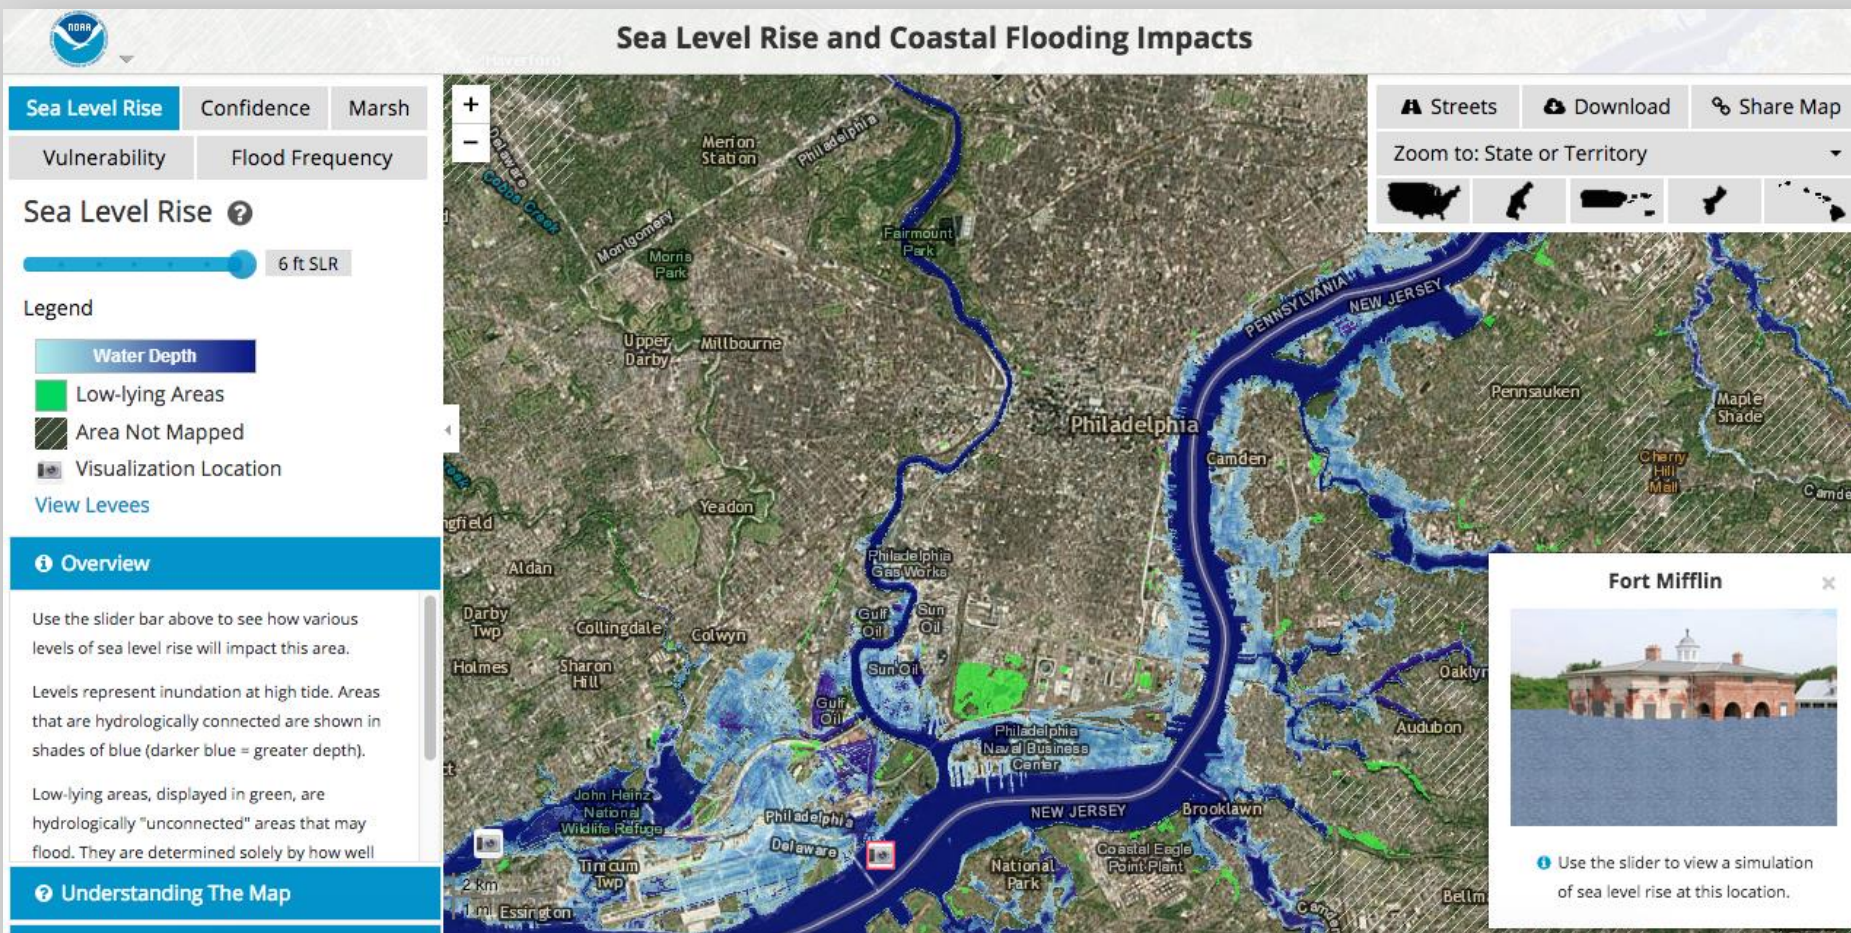 NOAA
Sea Level Rise and Coastal Flooding Impacts
Haverford
Sea Level Rise
Confidence
Marsh
Vulnerability
Flood Frequency
Sea Level Rise ?
6 ft SLR
Legend
Water Depth
Low-lying Areas
Area Not Mapped
Visualization Location
View Levees
Overview
Use the slider bar above to see how various
levels of sea level rise will impact this area.
Levels represent inundation at high tide. Areas
that are hydrologically connected are shown in
shades of blue (darker blue = greater depth).
Low-lying areas, displayed in green, are
hydrologically "unconnected" areas that may
flood. They are determined solely by how well
Understanding The Map
+
−
Streets
Download
Share Map
Zoom to: State or Territory
Delaware
Cobbs Creek
Merion
Station
Philadelphia
Montgomery
Fairmount
Park
Morris
Park
PENNSYLVANIA
NEW JERSEY
Upper
Darby
Millbourne
Pennsauken
Maple
Shade
Philadelphia
Camden
Cherry
Hill
Mall
Camde
reek
ngfield
Yeadon
Philadelphia
Gas Works
Aldan
Darby
Twp
Collingdale
Colwyn
Gulf
Oil
Sun
Oil
Holmes
Sharon
Hill
Sun Oil
Gulf
Oil
Oaklyn
Audubon
Philadelphia
Naval Business
Center
John Heinz
National
Wildlife Refuge
Philadelphia
Delaware
NEW JERSEY
Brooklawn
Tinicum
Twp
National
Park
Coastal Eagle
Point Plant
2 km
1 mi
Essington
Camden
Bellm
Fort Mifflin
×
Use the slider to view a simulation
of sea level rise at this location.